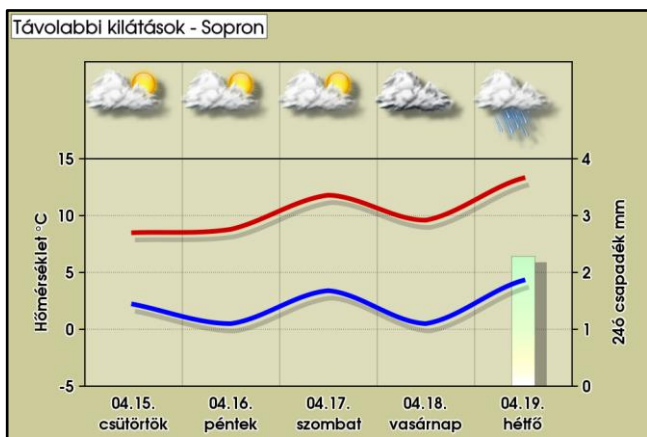 Távolabbi kilátások - Sopron
15
10
5
0
-5
Hőmérséklet °C
4
3
2
1
0
24ó csapadék mm
04.15. 04.16. 04.17. 04.18. 04.19.
csütörtök péntek szombat vasárnap hétfő